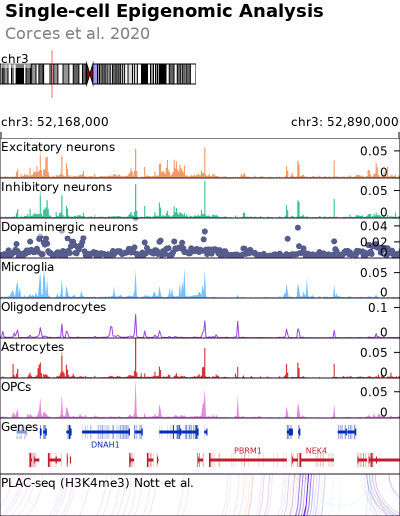 Single-cell Epigenomic Analysis
Corces et al. 2020
chr3
chr3: 52,168,000 chr3: 52,890,000
Excitatory neurons 0.05
0
Inhibitory neurons 0.05
0
Dopaminergic neurons 0.04
0.02
0
Microglia 0.05
0
Oligodendrocytes 0.1
0
Astrocytes 0.05
0
OPCs 0.05
0
Genes
DNAH1
PBRM1 NEK4
PLAC-seq (H3K4me3) Nott et al.